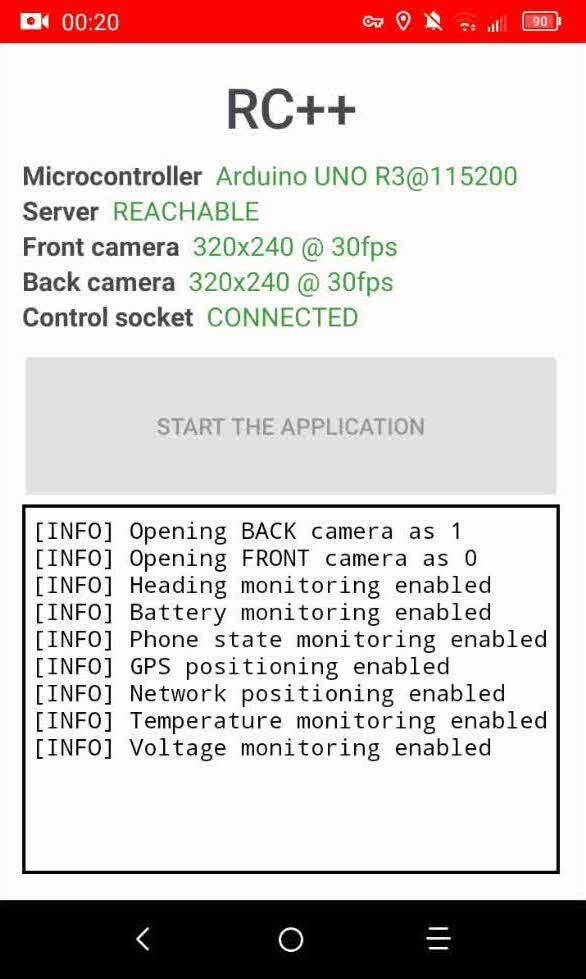 00:20
90
RC++
Microcontroller Arduino UNO R3@115200
Server REACHABLE
Front camera 320x240 @ 30fps
Back camera 320x240 @ 30fps
Control socket CONNECTED
START THE APPLICATION
[INFO] Opening BACK camera as 1
[INFO] Opening FRONT camera as 0
[INFO] Heading monitoring enabled
[INFO] Battery monitoring enabled
[INFO] Phone state monitoring enabled
[INFO] GPS positioning enabled
[INFO] Network positioning enabled
[INFO] Temperature monitoring enabled
[INFO] Voltage monitoring enabled